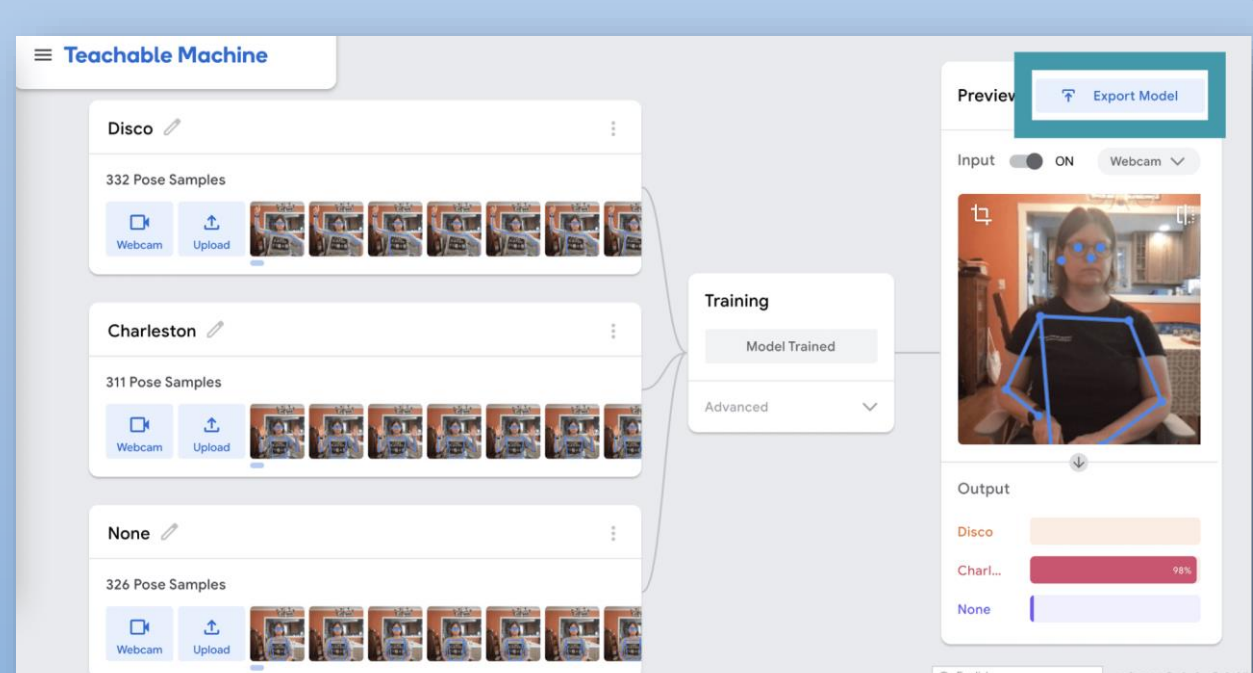 Teachable Machine
Disco
332 Pose Samples
Webcam
Upload
Charleston
311 Pose Samples
Webcam
Upload
None
326 Pose Samples
Webcam
Upload
Training
Model Trained
Advanced
Preview
Export Model
Input
ON
Webcam
Output
Disco
Charl...
98%
None